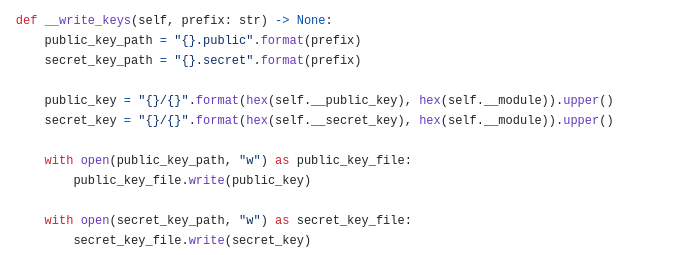 def __write_keys(self, prefix: str) -> None:
    public_key_path = "{}.public".format(prefix)
    secret_key_path = "{}.secret".format(prefix)

    public_key = "{}/{}".format(hex(self.__public_key), hex(self.__module)).upper()
    secret_key = "{}/{}".format(hex(self.__secret_key), hex(self.__module)).upper()

    with open(public_key_path, "w") as public_key_file:
        public_key_file.write(public_key)

    with open(secret_key_path, "w") as secret_key_file:
        secret_key_file.write(secret_key)